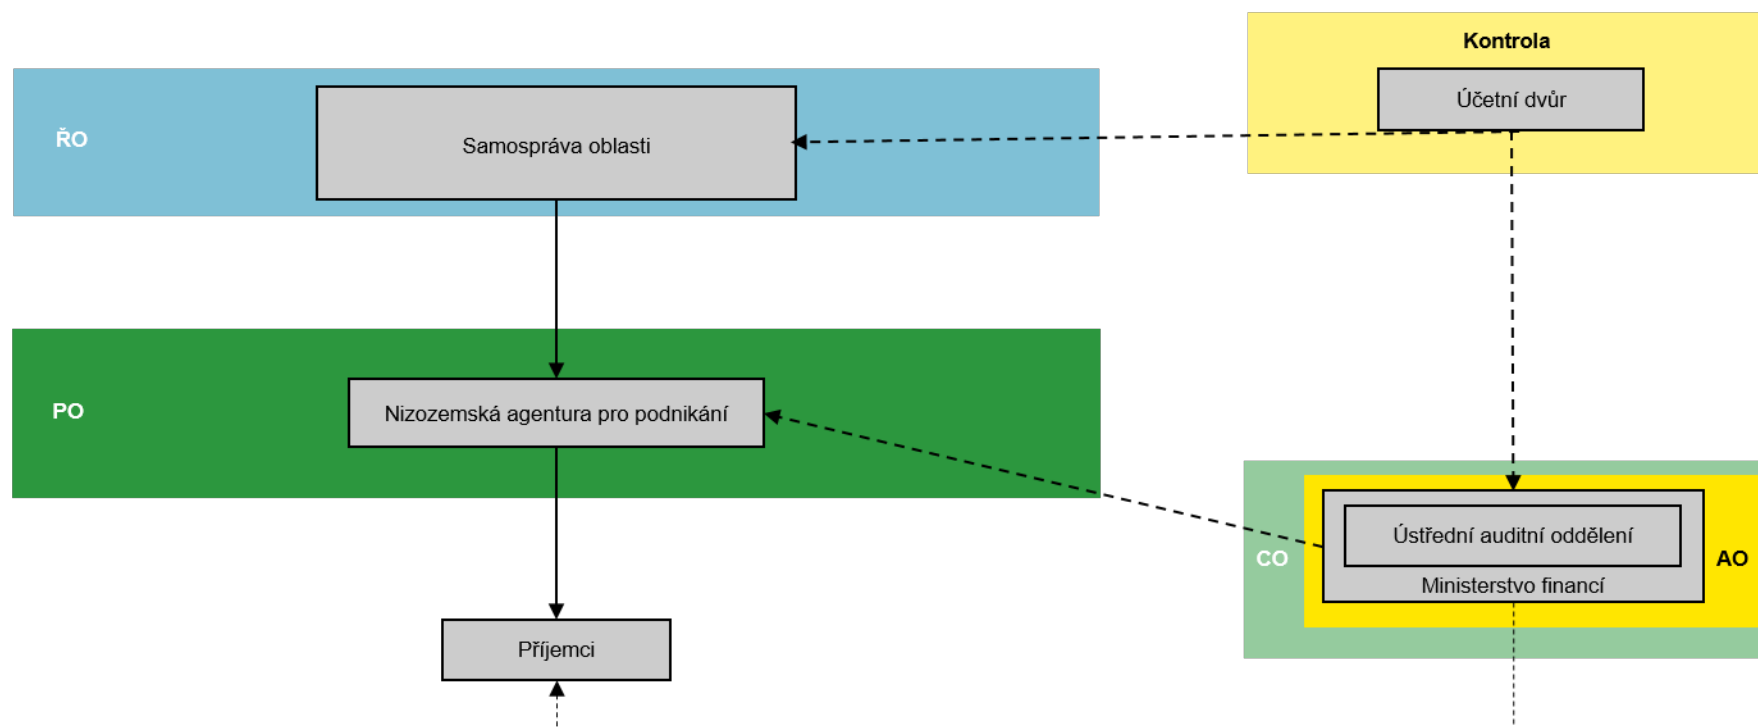 Kontrola
Účetní dvůr
ŘO
Samospráva oblasti
PO
Nizozemská agentura pro podnikání
CO
Ústřední auditní oddělení
AO
Ministerstvo financí
Příjemci